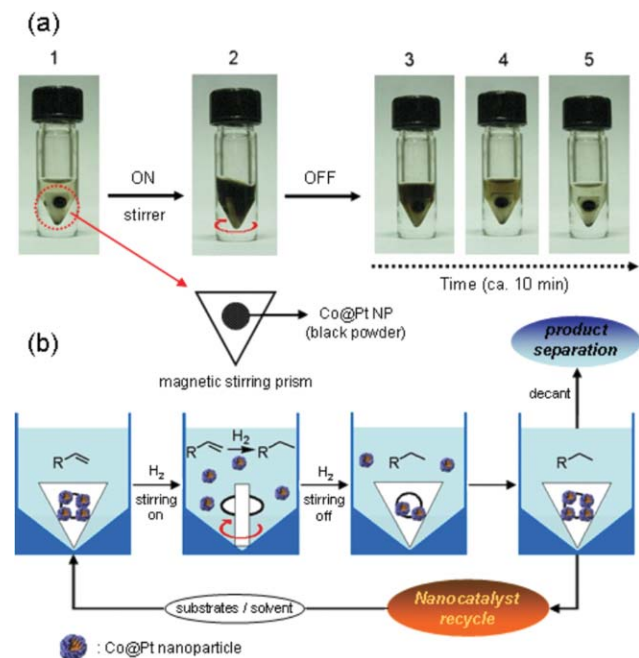 (a)
1
2
3
4
5
ON
stirrer
OFF
Time (ca. 10 min)
Co@Pt NP
(black powder)
magnetic stirring prism
(b)
product
separation
decant
R
H2
stirring
on
R
H2
R
H2
stirring
off
R
R
substrates / solvent
Nanocatalyst
recycle
: Co@Pt nanoparticle